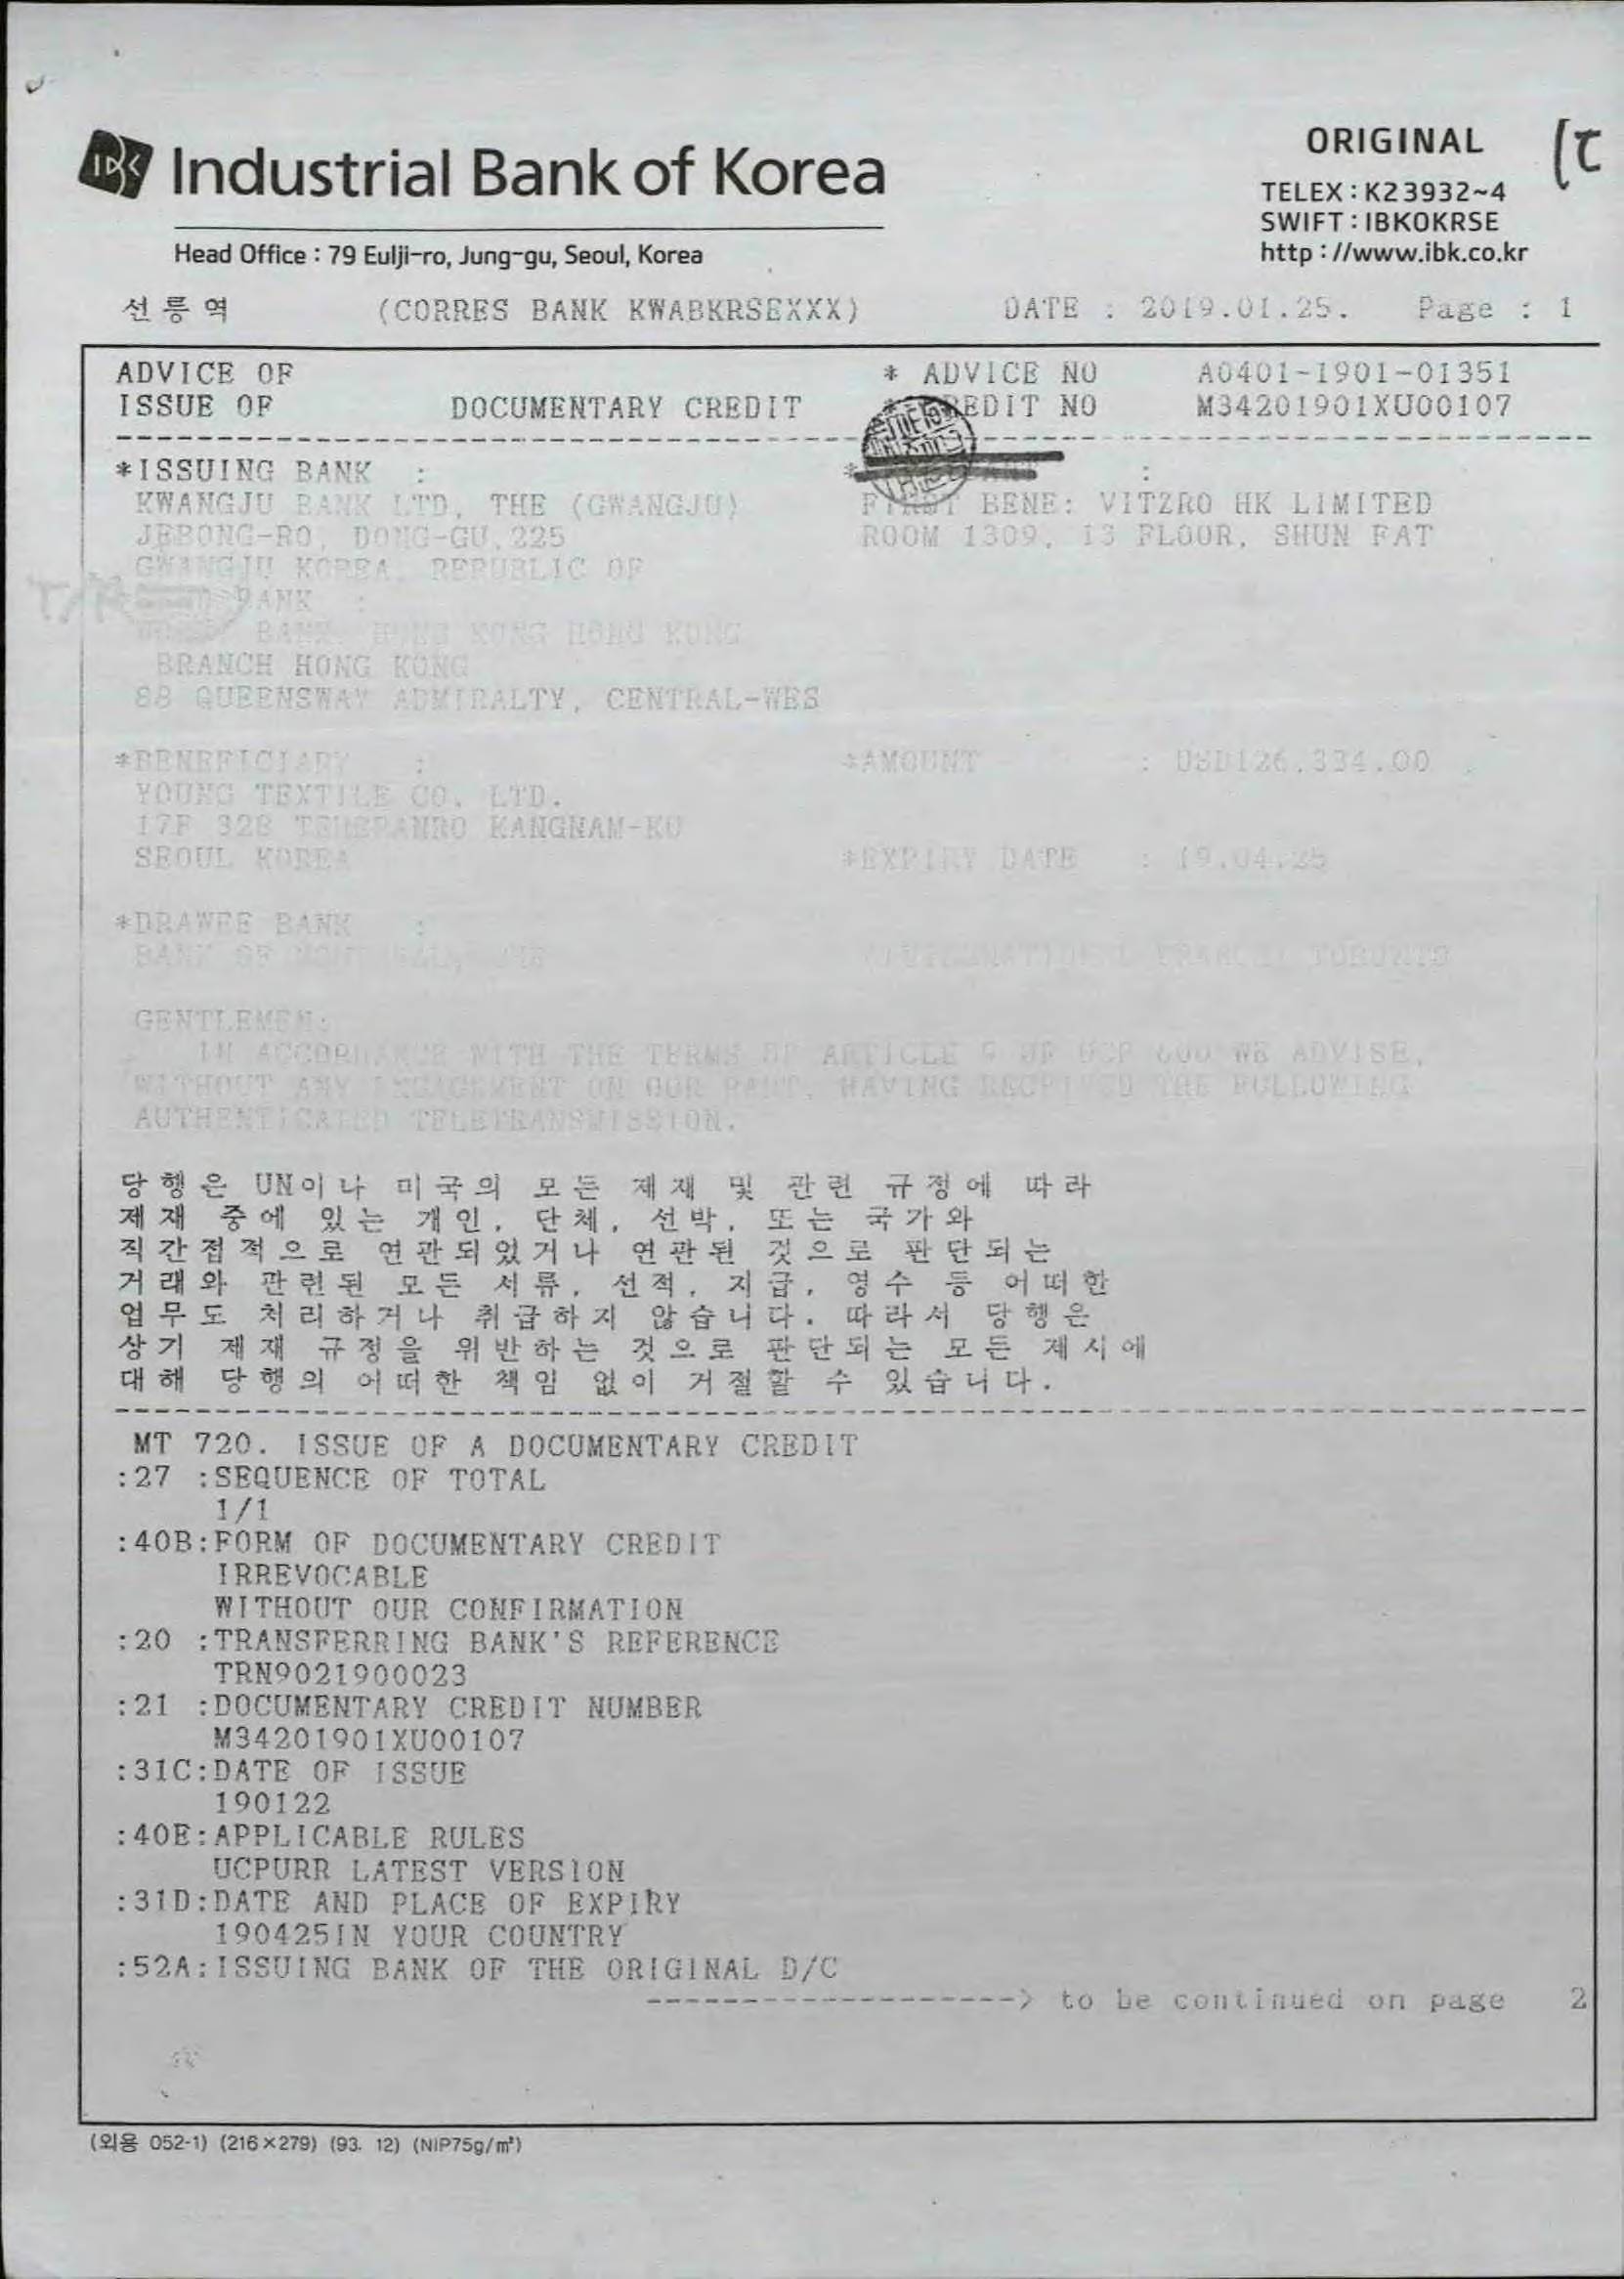 ORIGINAL
IBK Industrial Bank of Korea
TELEX : K23932~4
SWIFT : IBKOKRSE
Head Office : 79 Eulji-ro, Jung-gu, Seoul, Korea
http : //www.ibk.co.kr
선릉역 (CORRES BANK KWABKRSEXXX) DATE : 2019.01.25. Page : 1
ADVICE OF * ADVICE NO A0401-1901-01351
ISSUE OF DOCUMENTARY CREDIT EDIT NO M34201901XU00107
*ISSUING BANK : :
KWANGJU BANK LTD, THE (GWANGJU) BENE: VITZRO HK LIMITED
JEBONG-RO, DONG-GU, 225 ROOM 1309, 13 FLOOR, SHUN FAT
GWANGJU KOREA, REPUBLIC OF
BANK :
BANK, HONG KONG HONG KONG
BRANCH HONG KONG
88 QUEENSWAY ADMIRALTY, CENTRAL-WES
*BENEFICIARY : *AMOUNT : USD126,334.00
YOUNG TEXTILE CO. LTD.
17F 328 TEHERANRO KANGNAM-KU
SEOUL KOREA *EXPIRY DATE : 19.04.25
*DRAWEE BANK :
BANK OF TORONTO
GENTLEMEN:
IN ACCORDANCE WITH THE TERMS OF ARTICLE 9 OF UCP 600 WE ADVISE,
WITHOUT ANY ENGAGEMENT ON OUR PART, HAVING RECEIVED THE FOLLOWING
AUTHENTICATED TELETRANSMISSION.
당행은 UN이나 미국의 모든 제재 및 관련 규정에 따라
제재 중에 있는 개인, 단체, 선박, 또는 국가와
직간접적으로 연관되었거나 연관된 것으로 판단되는
거래와 관련된 모든 서류, 선적, 지급, 영수 등 어떠한
업무도 처리하거나 취급하지 않습니다. 따라서 당행은
상기 제재 규정을 위반하는 것으로 판단되는 모든 제시에
대해 당행의 어떠한 책임 없이 거절할 수 있습니다.
MT 720. ISSUE OF A DOCUMENTARY CREDIT
:27 :SEQUENCE OF TOTAL
1/1
:40B:FORM OF DOCUMENTARY CREDIT
IRREVOCABLE
WITHOUT OUR CONFIRMATION
:20 :TRANSFERRING BANK'S REFERENCE
TRN9021900023
:21 :DOCUMENTARY CREDIT NUMBER
M34201901XU00107
:31C:DATE OF ISSUE
190122
:40E:APPLICABLE RULES
UCPURR LATEST VERSION
:31D:DATE AND PLACE OF EXPIRY
190425IN YOUR COUNTRY
:52A:ISSUING BANK OF THE ORIGINAL D/C
-------------------> to be continued on page 2
(외용 052-1) (216×279) (93. 12) (NIP75g/㎡)